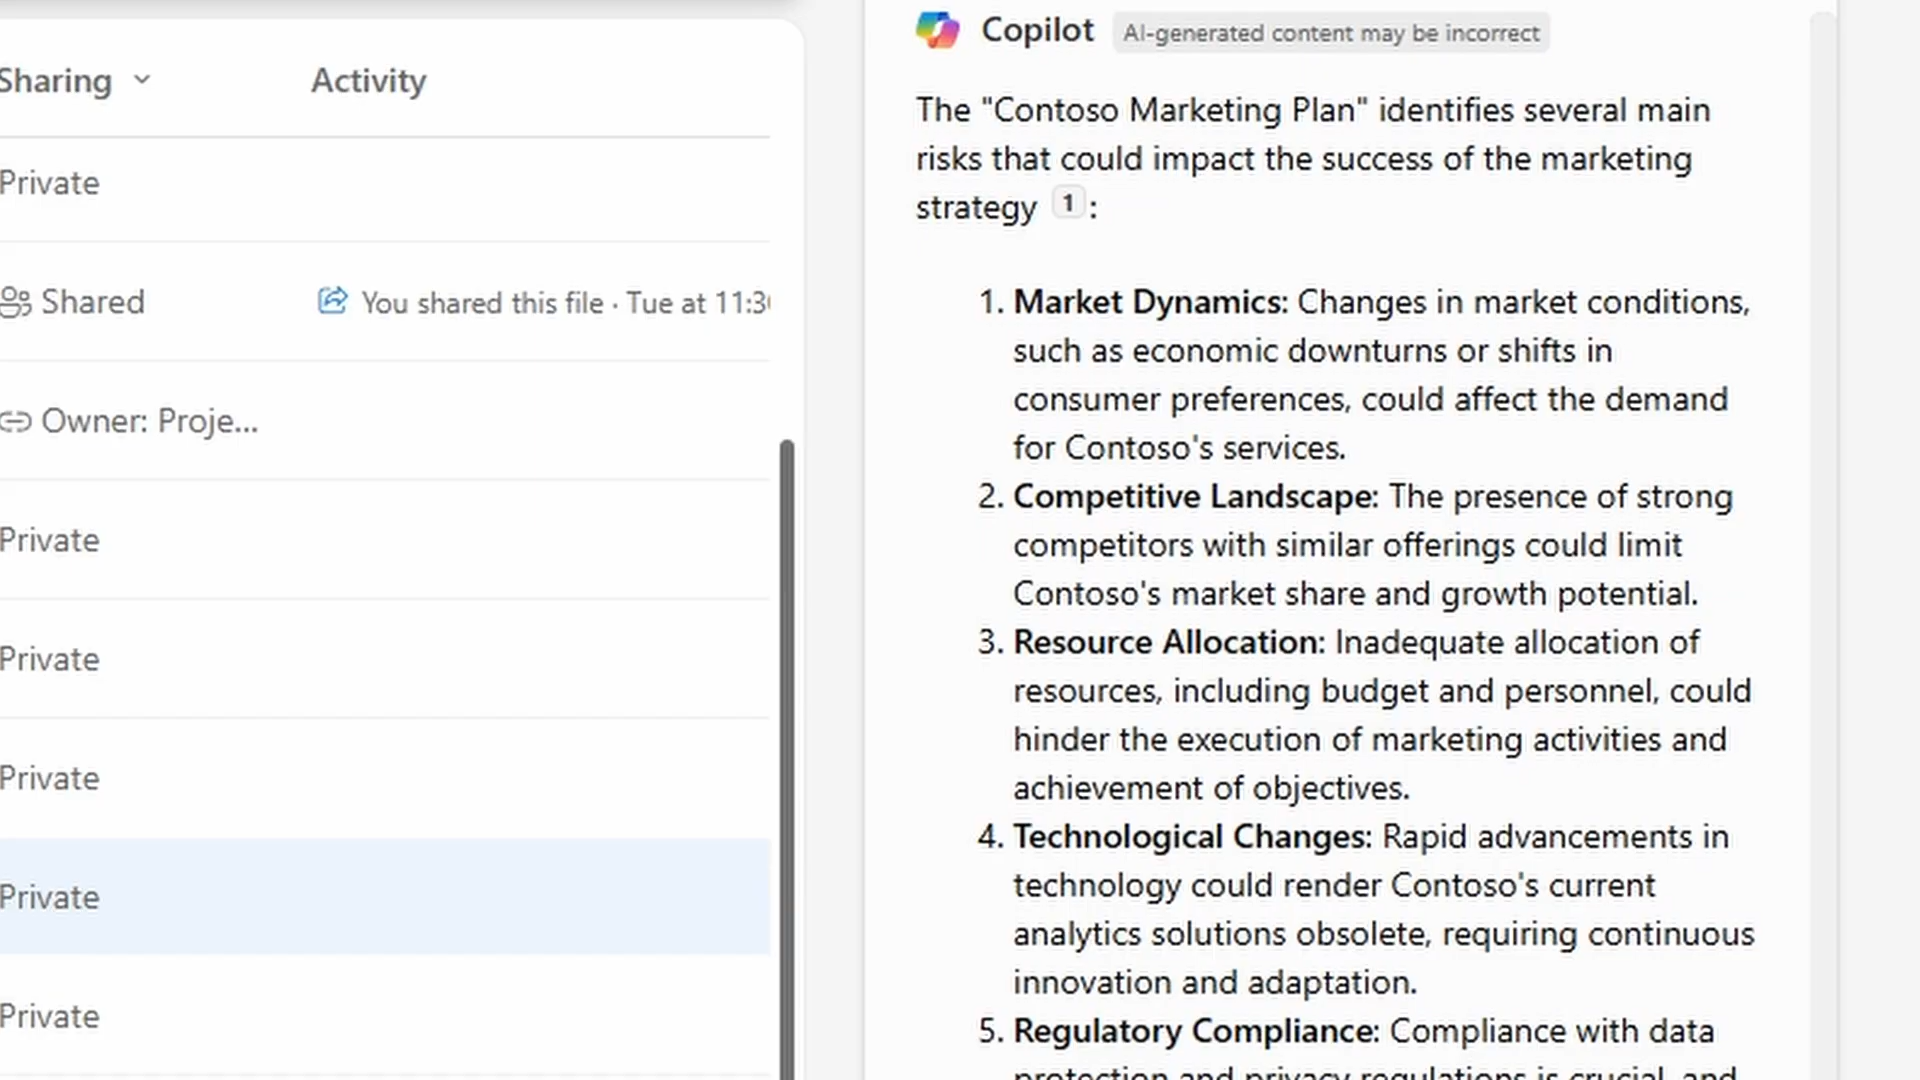 Sharing
Activity
Private
Shared
You shared this file · Tue at 11:3
Owner: Proje...
Private
Private
Private
Private
Private
Copilot
AI-generated content may be incorrect
The "Contoso Marketing Plan" identifies several main
risks that could impact the success of the marketing
strategy 1 :
1. Market Dynamics: Changes in market conditions,
such as economic downturns or shifts in
consumer preferences, could affect the demand
for Contoso's services.
2. Competitive Landscape: The presence of strong
competitors with similar offerings could limit
Contoso's market share and growth potential.
3. Resource Allocation: Inadequate allocation of
resources, including budget and personnel, could
hinder the execution of marketing activities and
achievement of objectives.
4. Technological Changes: Rapid advancements in
technology could render Contoso's current
analytics solutions obsolete, requiring continuous
innovation and adaptation.
5. Regulatory Compliance: Compliance with data
protection and privacy regulations is crucial, and